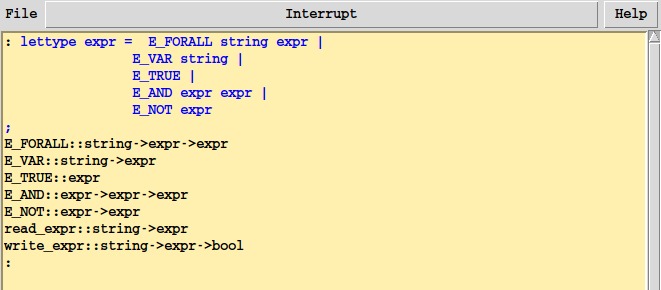 File Interrupt Help
: lettype expr =  E_FORALL string expr |
                E_VAR string |
                E_TRUE |
                E_AND expr expr |
                E_NOT expr
;
E_FORALL::string->expr->expr
E_VAR::string->expr
E_TRUE::expr
E_AND::expr->expr->expr
E_NOT::expr->expr
read_expr::string->expr
write_expr::string->expr->bool
: